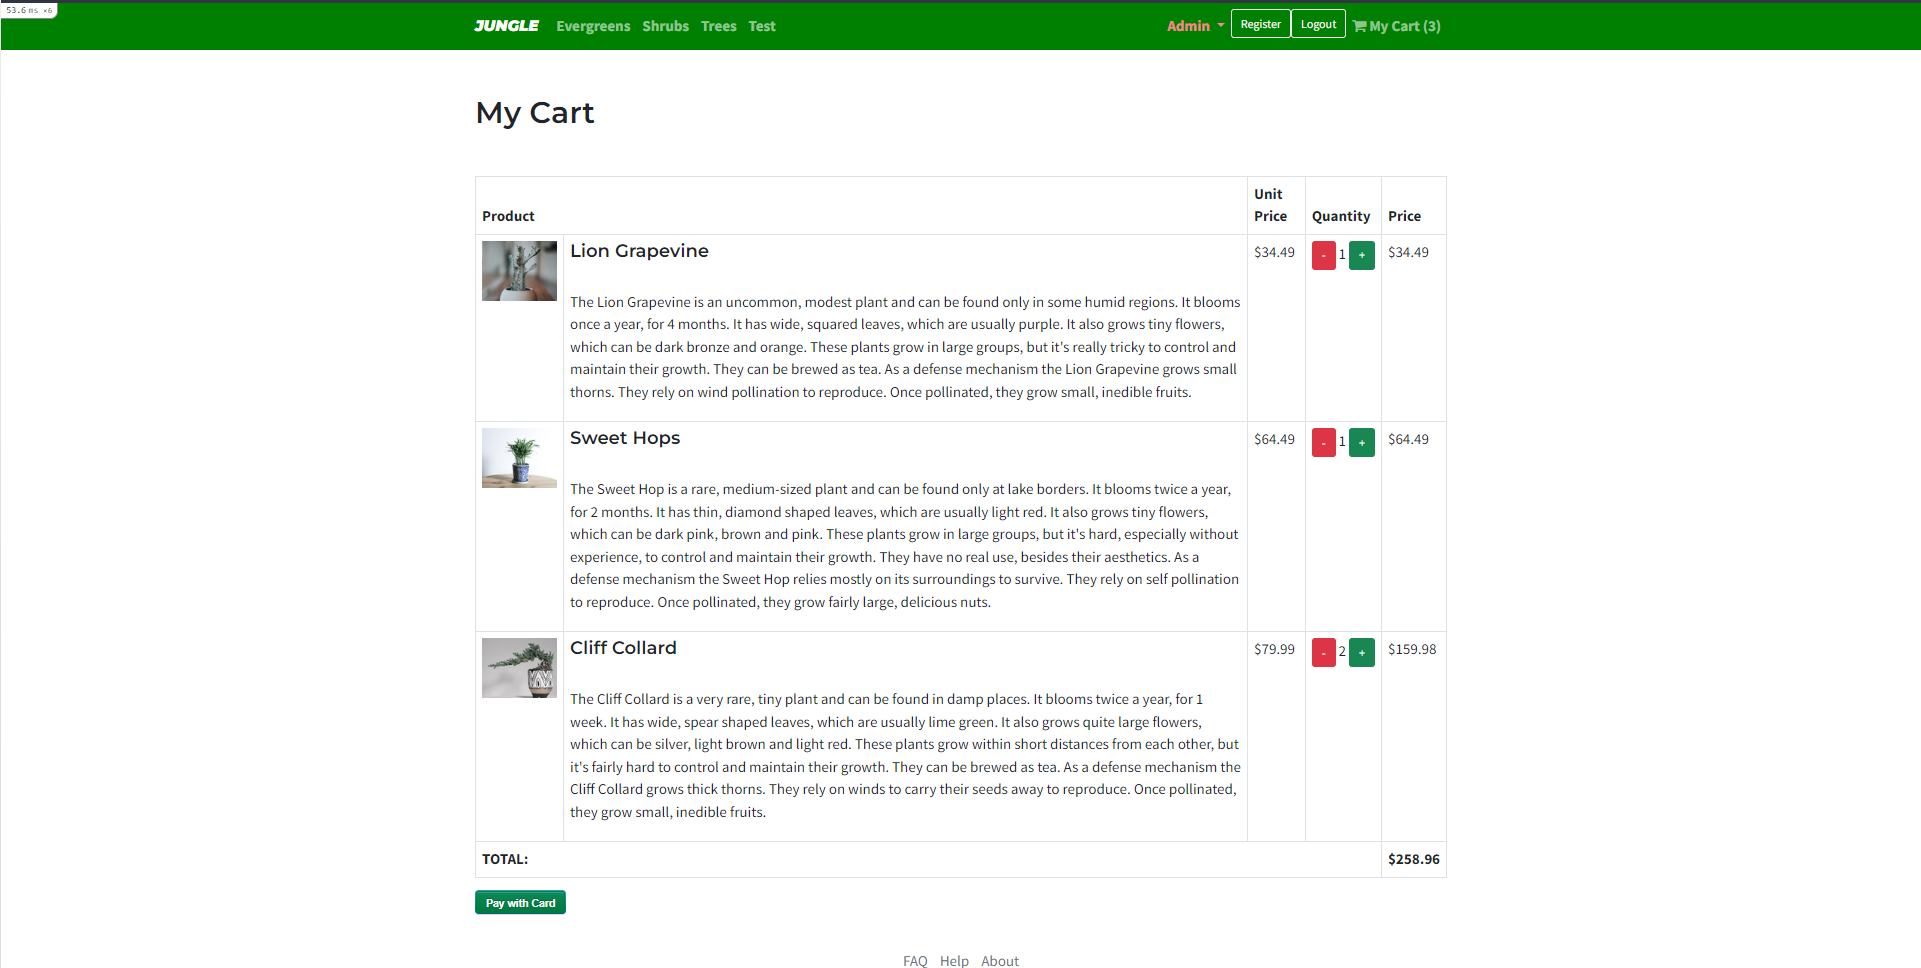 53.6 ms ×6
JUNGLE Evergreens Shrubs Trees Test Admin Register Logout My Cart (3)
My Cart
Product Unit Price Quantity Price
Lion Grapevine $34.49 - 1 + $34.49
The Lion Grapevine is an uncommon, modest plant and can be found only in some humid regions. It blooms
once a year, for 4 months. It has wide, squared leaves, which are usually purple. It also grows tiny flowers,
which can be dark bronze and orange. These plants grow in large groups, but it's really tricky to control and
maintain their growth. They can be brewed as tea. As a defense mechanism the Lion Grapevine grows small
thorns. They rely on wind pollination to reproduce. Once pollinated, they grow small, inedible fruits.
Sweet Hops $64.49 - 1 + $64.49
The Sweet Hop is a rare, medium-sized plant and can be found only at lake borders. It blooms twice a year,
for 2 months. It has thin, diamond shaped leaves, which are usually light red. It also grows tiny flowers,
which can be dark pink, brown and pink. These plants grow in large groups, but it's hard, especially without
experience, to control and maintain their growth. They have no real use, besides their aesthetics. As a
defense mechanism the Sweet Hop relies mostly on its surroundings to survive. They rely on self pollination
to reproduce. Once pollinated, they grow fairly large, delicious nuts.
Cliff Collard $79.99 - 2 + $159.98
The Cliff Collard is a very rare, tiny plant and can be found in damp places. It blooms twice a year, for 1
week. It has wide, spear shaped leaves, which are usually lime green. It also grows quite large flowers,
which can be silver, light brown and light red. These plants grow within short distances from each other, but
it's fairly hard to control and maintain their growth. They can be brewed as tea. As a defense mechanism the
Cliff Collard grows thick thorns. They rely on winds to carry their seeds away to reproduce. Once pollinated,
they grow small, inedible fruits.
TOTAL: $258.96
Pay with Card
FAQ Help About